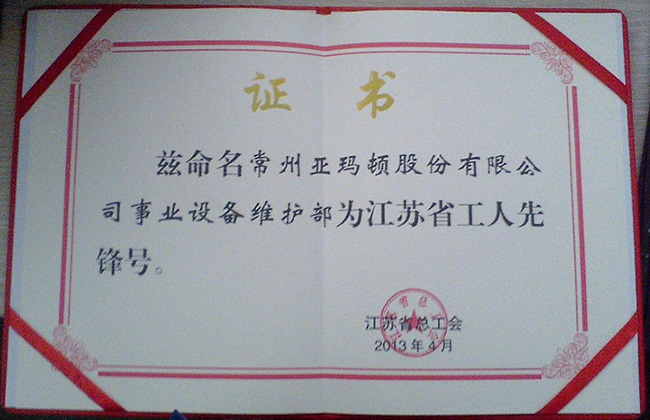 证书
兹命名常州亚玛顿股份有限公
司事业设备维护部为江苏省工人先
锋号。
江苏省总工会
2013年4月